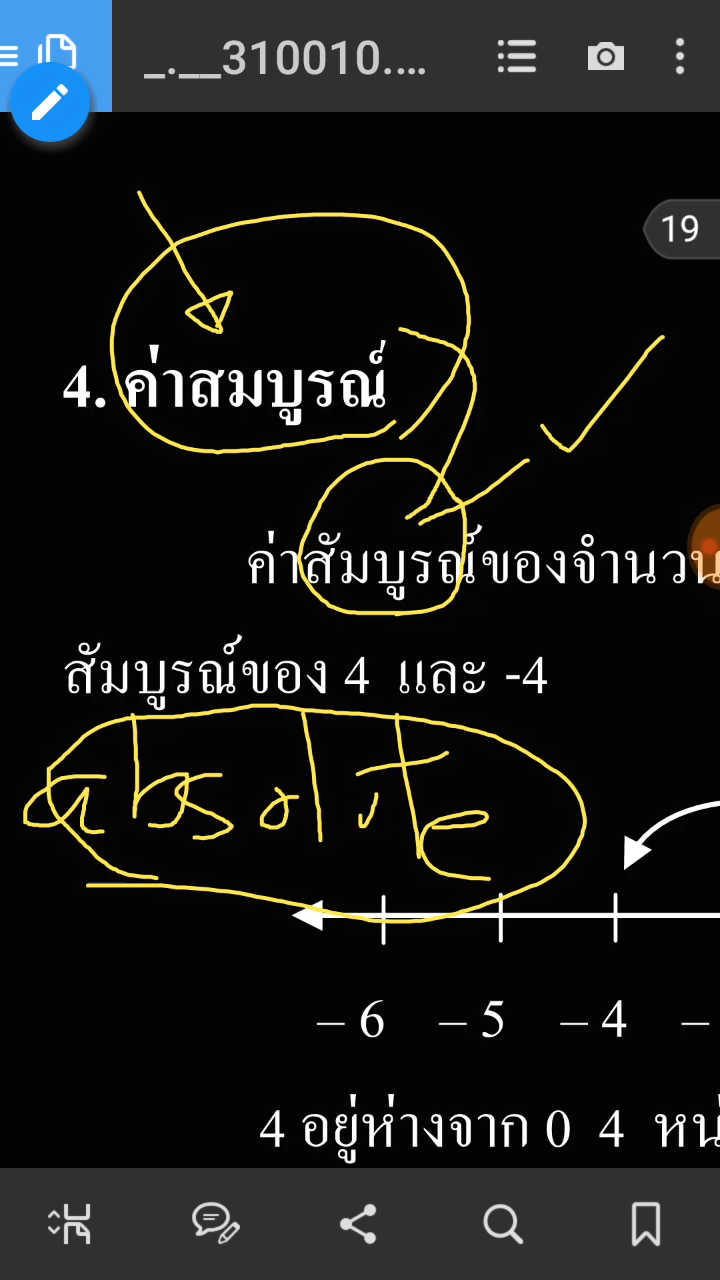 _.__310010.…
19
4. ค่าสมบูรณ์
ค่าสัมบูรณ์ของจำนวน
สัมบูรณ์ของ 4 และ -4
absolite
– 6 – 5 – 4 –
4 อยู่ห่างจาก 0 4 หน่